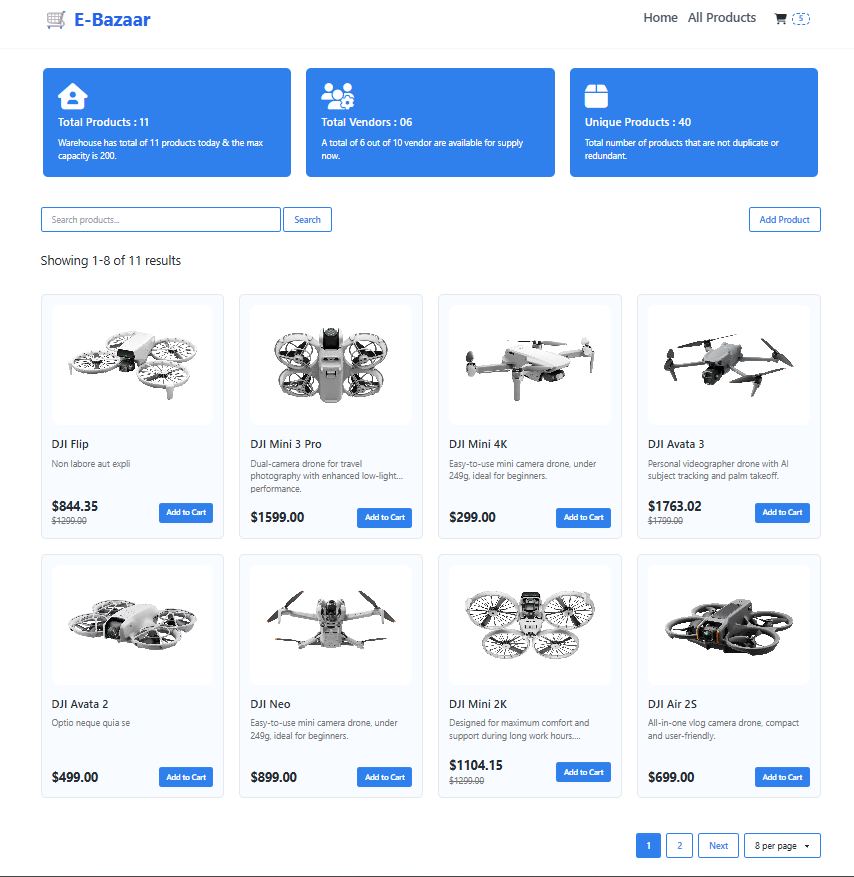 E-Bazaar
Home All Products 5
Total Products : 11
Warehouse has total of 11 products today & the max
capacity is 200.
Total Vendors : 06
A total of 6 out of 10 vendor are available for supply
now.
Unique Products : 40
Total number of products that are not duplicate or
redundant.
Search products...
Search
Add Product
Showing 1-8 of 11 results
DJI Flip
Non labore aut expli
$844.35
$1299.00
Add to Cart
DJI Mini 3 Pro
Dual-camera drone for travel
photography with enhanced low-light...
performance.
$1599.00
Add to Cart
DJI Mini 4K
Easy-to-use mini camera drone, under
249g, ideal for beginners.
$299.00
Add to Cart
DJI Avata 3
Personal videographer drone with AI
subject tracking and palm takeoff.
$1763.02
$1799.00
Add to Cart
DJI Avata 2
Optio neque quia se
$499.00
Add to Cart
DJI Neo
Easy-to-use mini camera drone, under
249g, ideal for beginners.
$899.00
Add to Cart
DJI Mini 2K
Designed for maximum comfort and
support during long work hours....
$1104.15
$1299.00
Add to Cart
DJI Air 2S
All-in-one vlog camera drone, compact
and user-friendly.
$699.00
Add to Cart
1 2 Next 8 per page